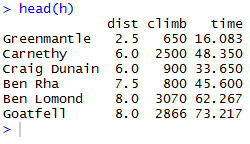 > head(h)
dist climb time
Greenmantle 2.5 650 16.083
Carnethy 6.0 2500 48.350
Craig Dunain 6.0 900 33.650
Ben Rha 7.5 800 45.600
Ben Lomond 8.0 3070 62.267
Goatfell 8.0 2866 73.217
>